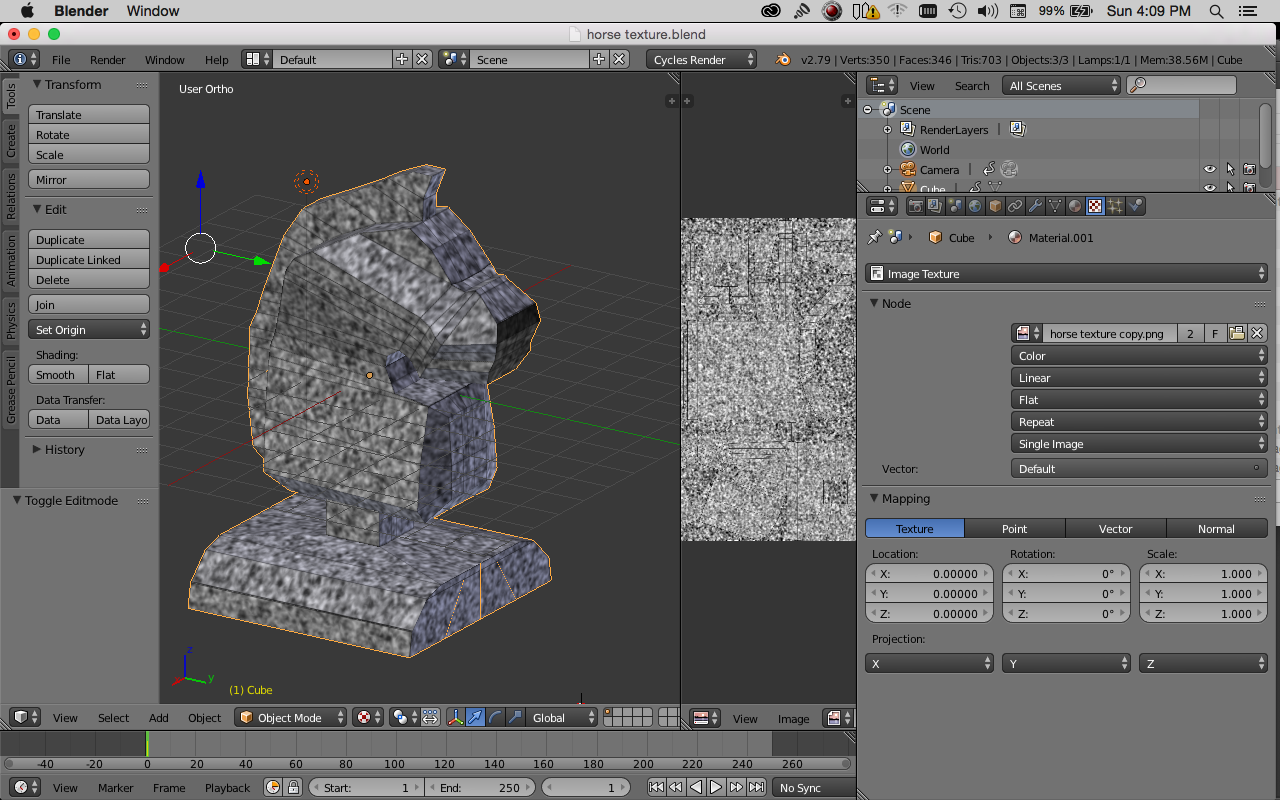 Blender Window 99% Sun 4:09 PM
horse texture.blend
File Render Window Help Default Scene Cycles Render v2.79 | Verts:350 | Faces:346 | Tris:703 | Objects:3/3 | Lamps:1/1 | Mem:38.56M | Cube
Tools
Create
Relations
Animation
Physics
Grease Pencil
Transform
Translate
Rotate
Scale
Mirror
Edit
Duplicate
Duplicate Linked
Delete
Join
Set Origin
Shading:
Smooth Flat
Data Transfer:
Data Data Layo
History
Toggle Editmode
User Ortho
z
y
(1) Cube
View Select Add Object Object Mode Global
View Image
View Search All Scenes
Scene
RenderLayers |
World
Camera |
Cube |
Cube Material.001
Image Texture
Node
horse texture copy.png 2 F
Color
Linear
Flat
Repeat
Single Image
Vector: Default
Mapping
Texture Point Vector Normal
Location: Rotation: Scale:
X: 0.00000 X: 0° X: 1.000
Y: 0.00000 Y: 0° Y: 1.000
Z: 0.00000 Z: 0° Z: 1.000
Projection:
X Y Z
-40 -20 0 20 40 60 80 100 120 140 160 180 200 220 240 260
View Marker Frame Playback Start: 1 End: 250 1 No Sync